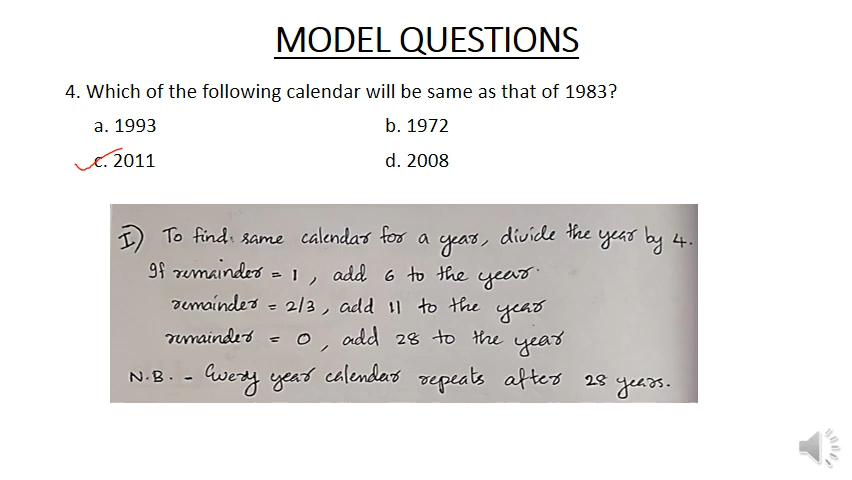 MODEL QUESTIONS
4. Which of the following calendar will be same as that of 1983?
a. 1993 b. 1972
c. 2011 d. 2008
I) To find same calendar for a year, divide the year by 4.
If remainder = 1, add 6 to the year.
remainder = 2/3, add 11 to the year
remainder = 0, add 28 to the year
N.B. - Every year calendar repeats after 28 years.